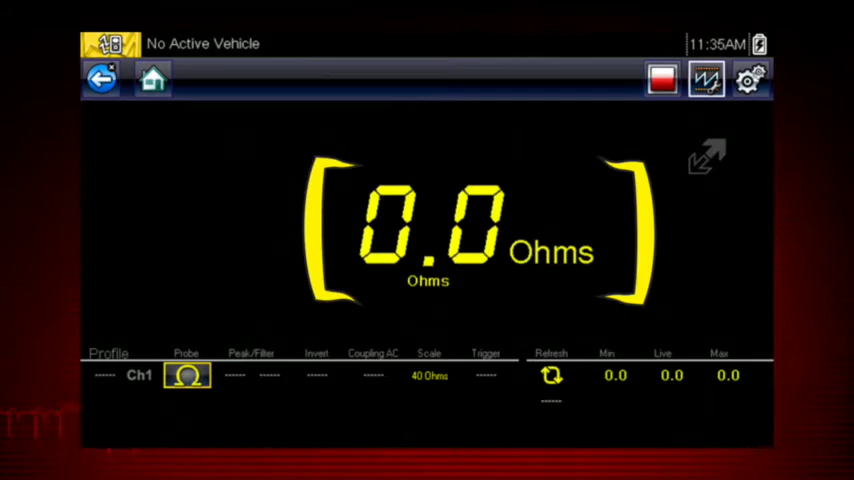 No Active Vehicle
11:35AM
0.0 Ohms
Ohms
Profile Probe Peak/Filter Invert Coupling AC Scale Trigger Refresh Min Live Max
------ Ch1 Ω ------ ------ ------ ------ 40 Ohms ------ 0.0 0.0 0.0
------